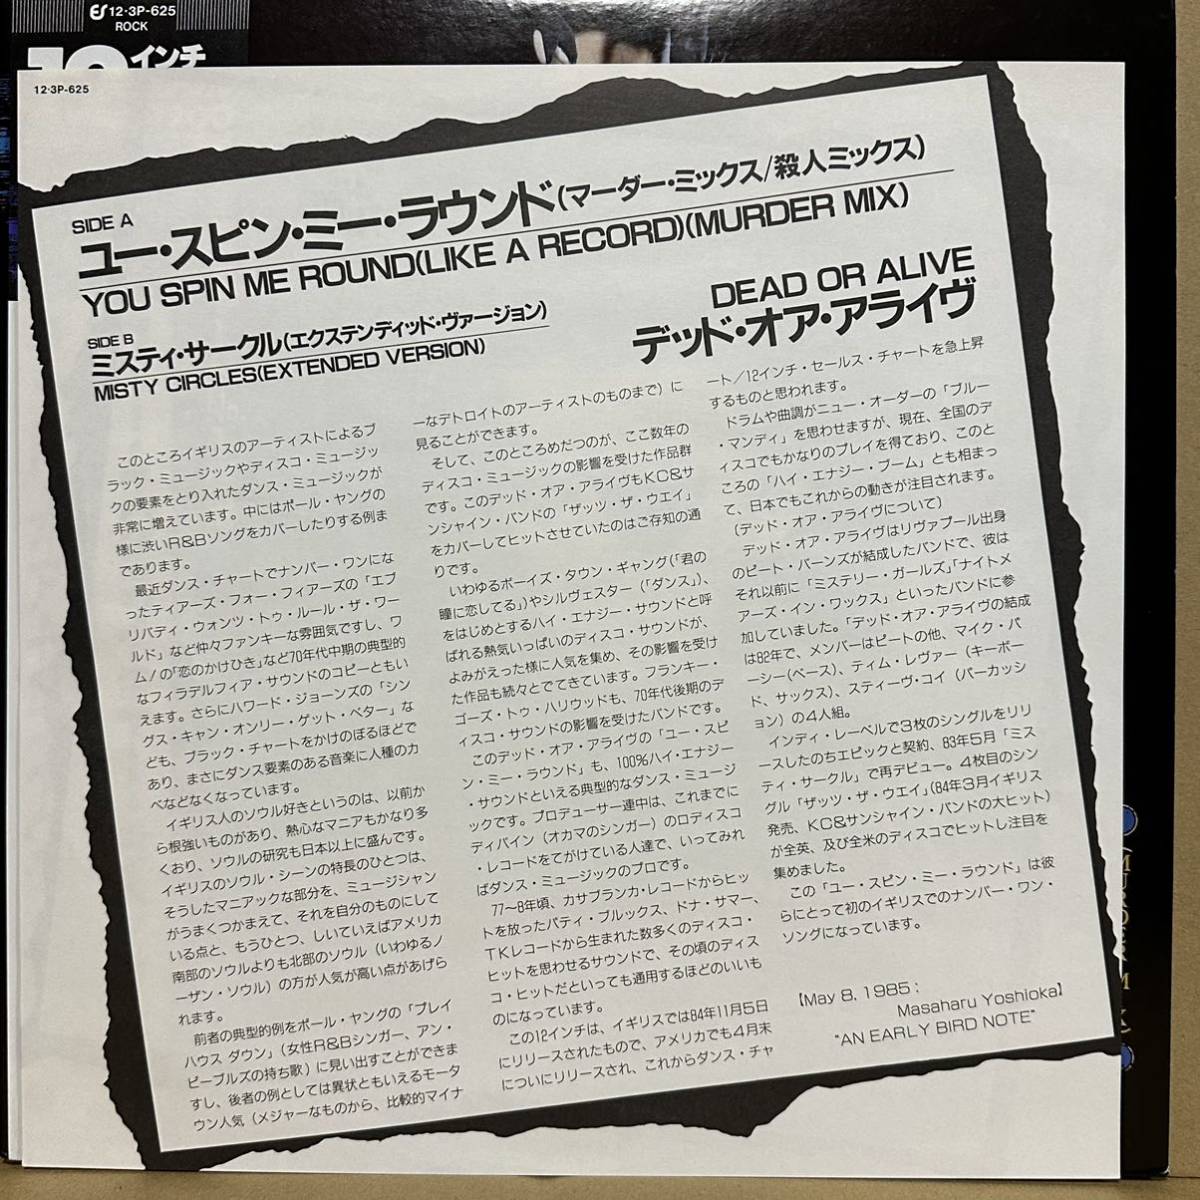 ES 12・3P-625
ROCK
12インチ
12・3P-625
SIDE A
ユー・スピン・ミー・ラウンド(マーダー・ミックス/殺人ミックス)
YOU SPIN ME ROUND(LIKE A RECORD)(MURDER MIX)
SIDE B
ミスティ・サークル(エクステンディッド・ヴァージョン)
MISTY CIRCLES(EXTENDED VERSION)
DEAD OR ALIVE
デッド・オア・アライヴ
このところイギリスのアーティストによるブ
ラック・ミュージックやディスコ・ミュージッ
クの要素をとり入れたダンス・ミュージックが
非常に増えています。中にはポール・ヤングの
様に渋いR&Bソングをカバーしたりする例ま
であります。
最近ダンス・チャートでナンバー・ワンにな
ったティアーズ・フォー・フィアーズの「エブ
リバディ・ウォンツ・トゥ・ルール・ザ・ワー
ルド」など仲々ファンキーな雰囲気ですし、ワ
ム!の「恋のかけひき」など70年代中期の典型的
なフィラデルフィア・サウンドのコピーともい
えます。さらにハワード・ジョーンズの「シン
グス・キャン・オンリー・ゲット・ベター」な
ども、ブラック・チャートをかけのぼるほどで
あり、まさにダンス要素のある音楽に人種のカ
ベなどなくなっています。
イギリス人のソウル好きというのは、以前か
ら根強いものがあり、熱心なマニアもかなり多
くおり、ソウルの研究も日本以上に盛んです。
イギリスのソウル・シーンの特長のひとつは、
そうしたマニアックな部分を、ミュージシャン
がうまくつかまえて、それを自分のものにして
いる点と、もうひとつ、しいていえばアメリカ
南部のソウルよりも北部のソウル(いわゆるノ
ーザン・ソウル)の方が人気が高い点があげら
れます。
前者の典型的例をポール・ヤングの「プレイ
ハウス ダウン」(女性R&Bシンガー、アン・
ピーブルズの持ち歌)に見い出すことができま
すし、後者の例としては異状ともいえるモータ
ウン人気(メジャーなものから、比較的マイナ
ーなデトロイトのアーティストのものまで)に
見ることができます。
そして、このところめだつのが、ここ数年の
ディスコ・ミュージックの影響を受けた作品群
です。このデッド・オア・アライヴもKC&サ
ンシャイン・バンドの「ザッツ・ザ・ウエイ」
をカバーしてヒットさせていたのはご存知の通
りです。
いわゆるボーイズ・タウン・ギャング(「君の
瞳に恋してる」)やシルヴェスター(「ダンス」)、
をはじめとするハイ・エナジー・サウンドと呼
ばれる熱気いっぱいのディスコ・サウンドが、
よみがえった様に人気を集め、その影響を受け
た作品も続々とでてきています。フランキー・
ゴーズ・トゥ・ハリウッドも、70年代後期のデ
ィスコ・サウンドの影響を受けたバンドです。
このデッド・オア・アライヴの「ユー・スピ
ン・ミー・ラウンド」も、100%ハイ・エナジー
・サウンドといえる典型的なダンス・ミュージ
ックです。プロデューサー連中は、これまでに
ディバイン(オカマのシンガー)のロディスコ
・レコードをてがけている人達で、いってみれ
ばダンス・ミュージックのプロです。
77〜8年頃、カサブランカ・レコードからヒッ
トを放ったパティ・ブルックス、ドナ・サマー、
TKレコードから生まれた数多くのディスコ・
ヒットを思わせるサウンドで、その頃のディス
コ・ヒットだといっても通用するほどのいいも
のになっています。
この12インチは、イギリスでは84年11月5日
にリリースされたもので、アメリカでも4月末
についにリリースされ、これからダンス・チャ
ート/12インチ・セールス・チャートを急上昇
するものと思われます。
ドラムや曲調がニュー・オーダーの「ブルー
・マンディ」を思わせますが、現在、全国のデ
ィスコでもかなりのプレイを得ており、このと
ころの「ハイ・エナジー・ブーム」とも相まっ
て、日本でもこれからの動きが注目されます。
(デッド・オア・アライヴについて)
デッド・オア・アライヴはリヴァプール出身
のピート・バーンズが結成したバンドで、彼は
それ以前に「ミステリー・ガールズ」「ナイトメ
アーズ・イン・ワックス」といったバンドに参
加していました。「デッド・オア・アライヴの結成
は82年で、メンバーはピートの他、マイク・パ
ーシー(ベース)、ティム・レヴァー(キーボー
ド、サックス)、スティーヴ・コイ(パーカッシ
ョン)の4人組。
インディ・レーベルで3枚のシングルをリリ
ースしたのちエピックと契約、83年5月「ミス
ティ・サークル」で再デビュー。4枚目のシン
グル「ザッツ・ザ・ウエイ」(84年3月イギリス
発売、KC&サンシャイン・バンドの大ヒット)
が全英、及び全米のディスコでヒットし注目を
集めました。
この「ユー・スピン・ミー・ラウンド」は彼
らにとって初のイギリスでのナンバー・ワン・
ソングになっています。
【May 8, 1985 ;
Masaharu Yoshioka】
"AN EARLY BIRD NOTE"